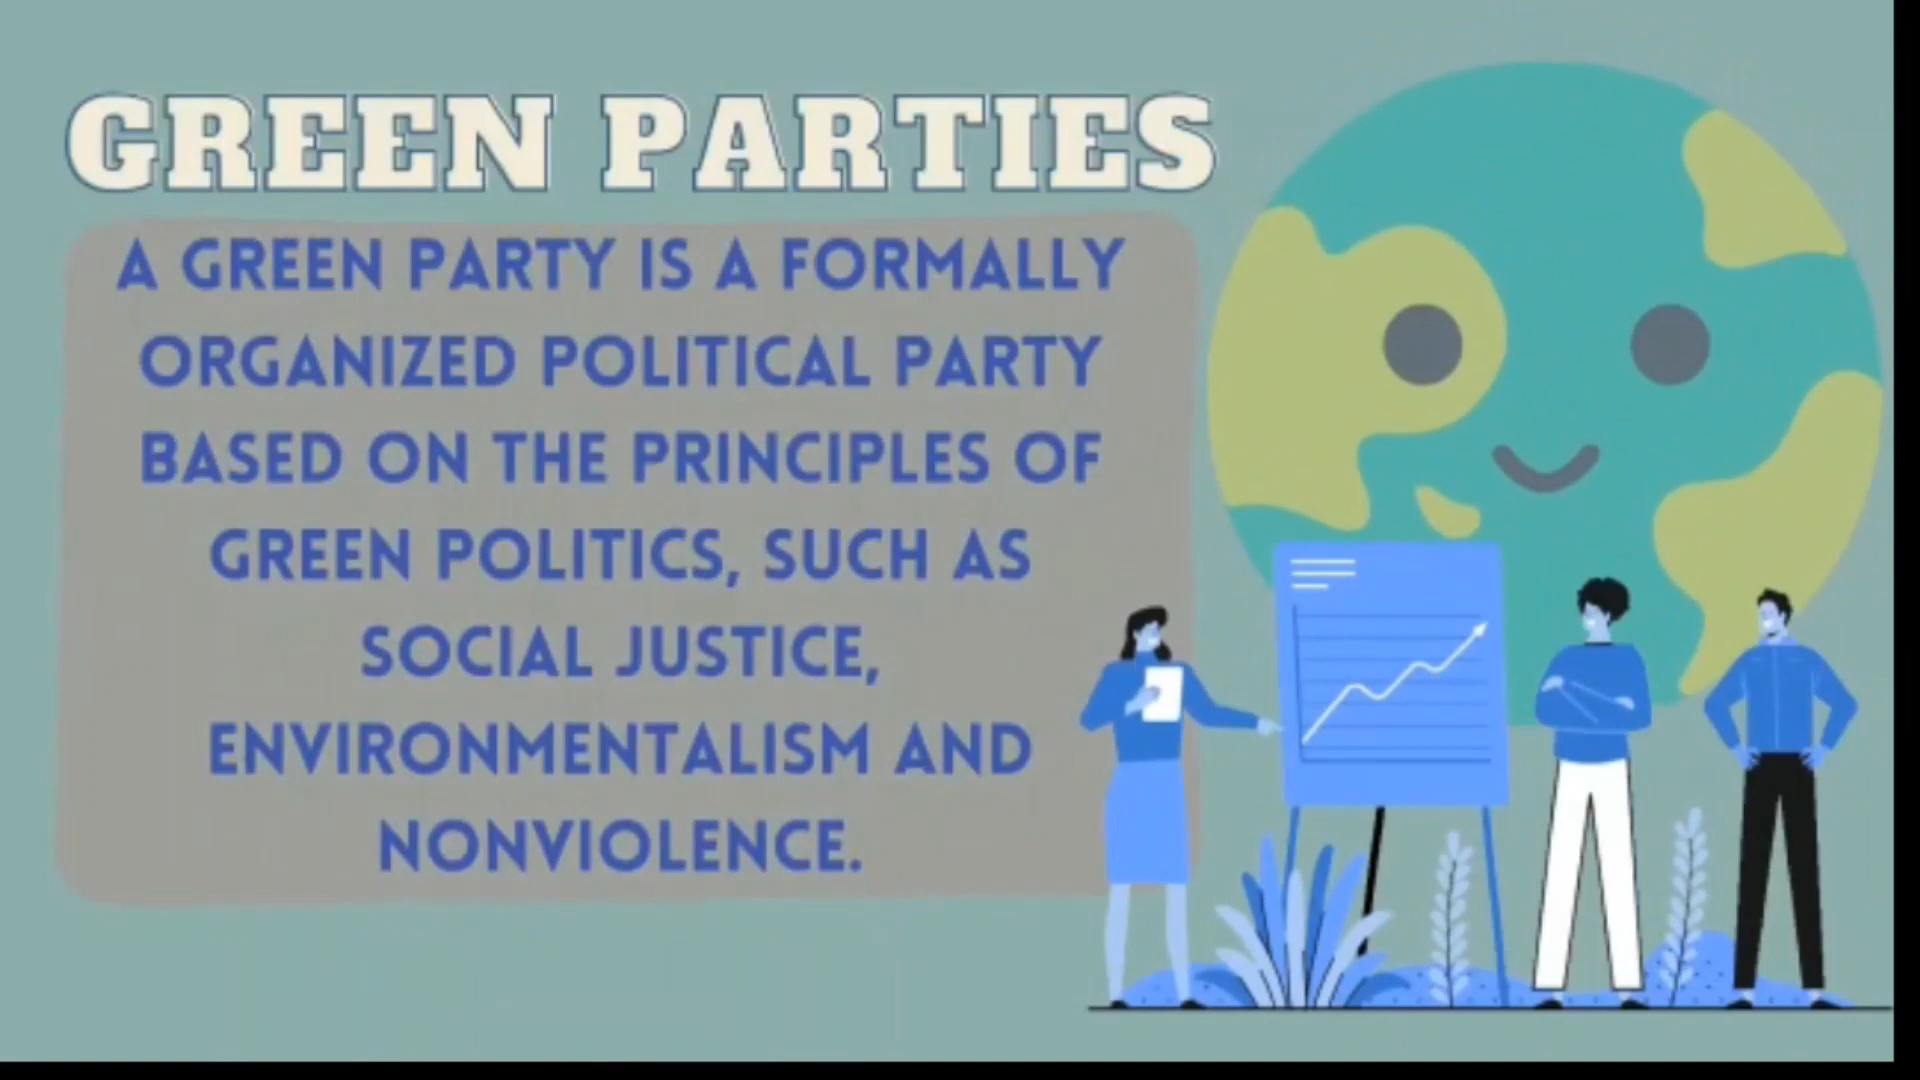 GREEN PARTIES
A GREEN PARTY IS A FORMALLY
ORGANIZED POLITICAL PARTY
BASED ON THE PRINCIPLES OF
GREEN POLITICS, SUCH AS
SOCIAL JUSTICE,
ENVIRONMENTALISM AND
NONVIOLENCE.